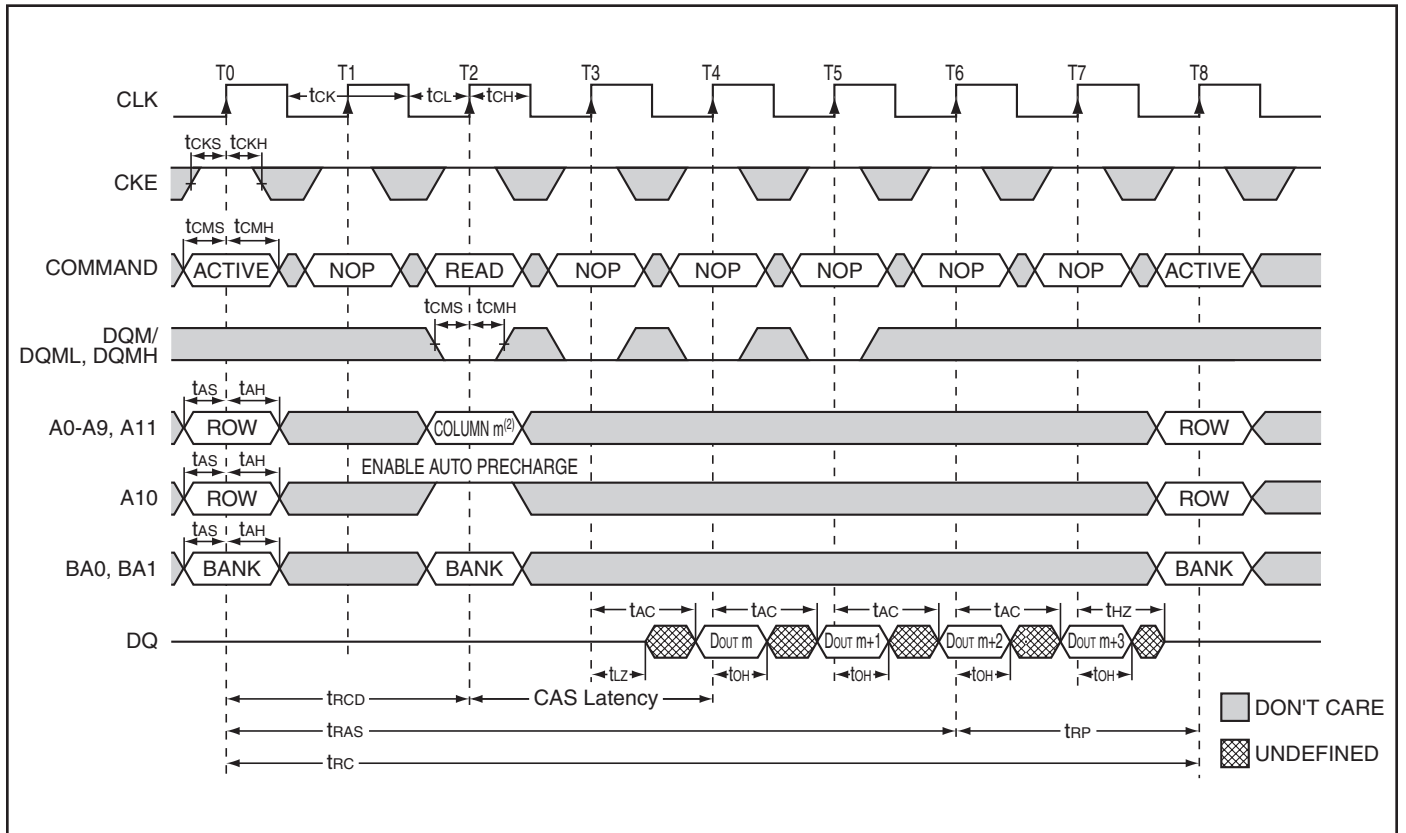 T0 T1 T2 T3 T4 T5 T6 T7 T8
CLK
tCK tCL tCH
tCKS tCKH
CKE
tCMS tCMH
COMMAND ACTIVE NOP READ NOP NOP NOP NOP NOP ACTIVE
tCMS tCMH
DQM/
DQML, DQMH
tAS tAH
A0-A9, A11 ROW COLUMN m(2) ROW
tAS tAH ENABLE AUTO PRECHARGE
A10 ROW ROW
tAS tAH
BA0, BA1 BANK BANK BANK
tAC tAC tAC tAC tHZ
DQ DOUT m DOUT m+1 DOUT m+2 DOUT m+3
tLZ tOH tOH tOH tOH
tRCD CAS Latency
DON'T CARE
tRAS tRP
UNDEFINED
tRC